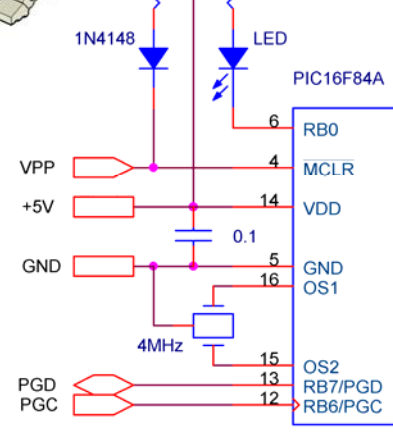 1N4148 LED
PIC16F84A
6 RB0
VPP 4 MCLR
+5V 14 VDD
0.1
GND 5 GND
16 OS1
4MHz
15 OS2
PGD 13 RB7/PGD
PGC 12 RB6/PGC